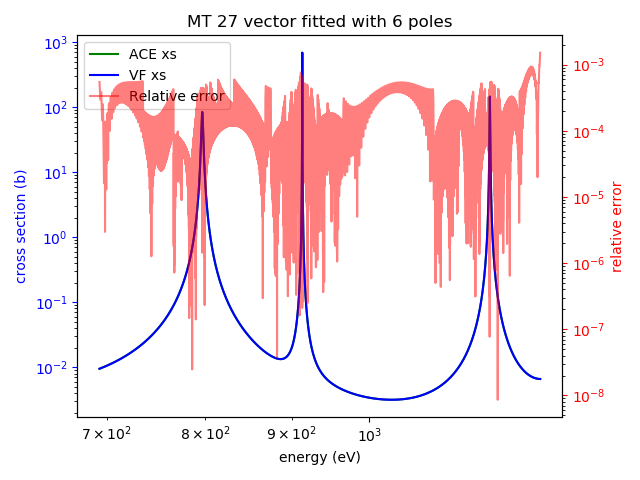 MT 27 vector fitted with 6 poles
ACE xs
VF xs
Relative error
cross section (b)
10³
10²
10¹
10⁰
10⁻¹
10⁻²
10⁻³
10⁻⁴
10⁻⁵
10⁻⁶
10⁻⁷
10⁻⁸
relative error
7 × 10² 8 × 10² 9 × 10² 10³
energy (eV)